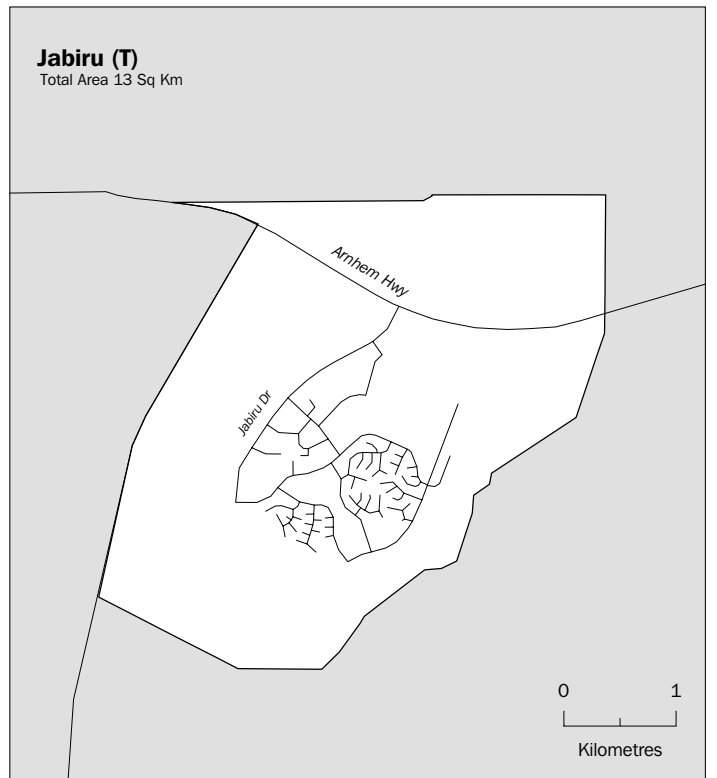 Jabiru (T)
Total Area 13 Sq Km
Arnhem Hwy
Jabiru Dr
0 1
Kilometres